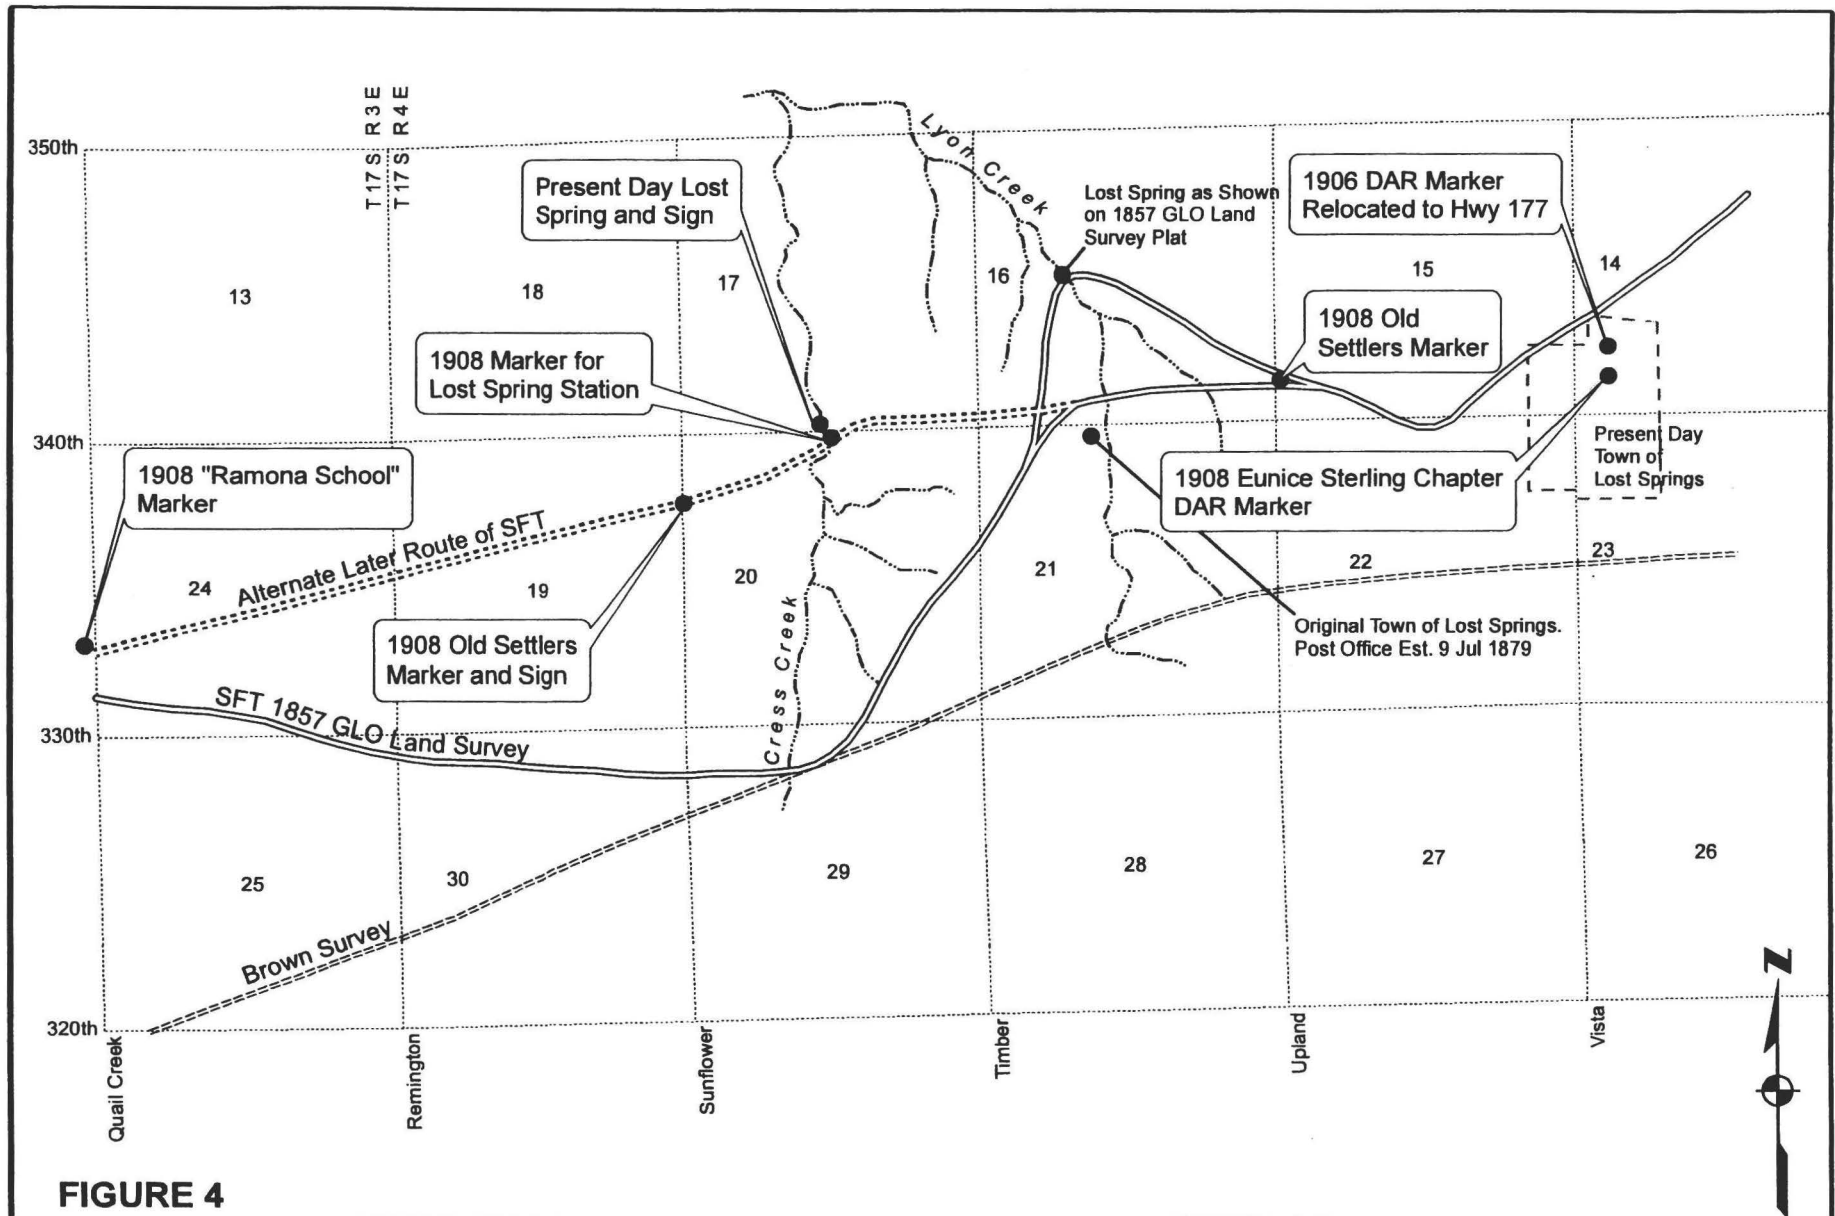 T 17 S R 3 E
T 17 S R 4 E
350th
Lyon Creek
Present Day Lost
Spring and Sign
Lost Spring as Shown
on 1857 GLO Land
Survey Plat
1906 DAR Marker
Relocated to Hwy 177
13
18
17
16
15
14
1908 Marker for
Lost Spring Station
1908 Old
Settlers Marker
340th
1908 "Ramona School"
Marker
Present Day
Town of
Lost Springs
1908 Eunice Sterling Chapter
DAR Marker
Alternate Later Route of SFT
24
19
20
21
22
23
1908 Old Settlers
Marker and Sign
Cress Creek
Original Town of Lost Springs.
Post Office Est. 9 Jul 1879
SFT 1857 GLO Land Survey
330th
25
30
29
28
27
26
Brown Survey
N
320th
Quail Creek
Remington
Sunflower
Timber
Upland
Vista
FIGURE 4